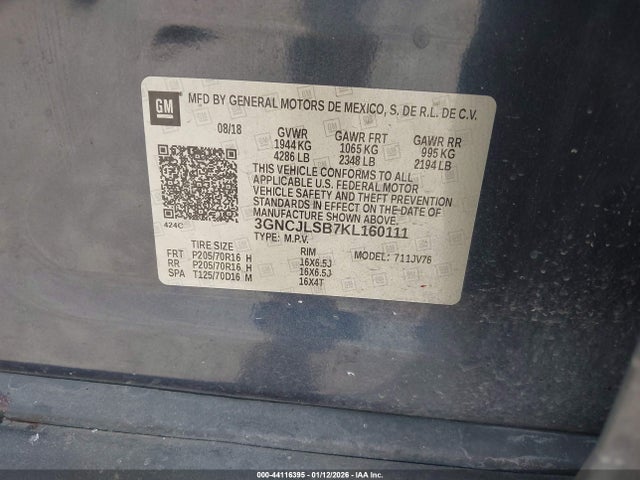 GM
MFD BY GENERAL MOTORS DE MEXICO, S. DE R.L. DE C.V.
08/18 GVWR GAWR FRT GAWR RR
1944 KG 1065 KG 995 KG
4286 LB 2348 LB 2194 LB
THIS VEHICLE CONFORMS TO ALL
APPLICABLE U.S. FEDERAL MOTOR
VEHICLE SAFETY AND THEFT PREVENTION
STANDARDS IN EFFECT ON THE DATE OF
MANUFACTURE SHOWN ABOVE.
424C 3GNCJLSB7KL160111
TYPE: M.P.V.
TIRE SIZE RIM MODEL: 711JV76
FRT P205/70R16 H 16X6.5J
RR P205/70R16 H 16X6.5J
SPA T125/70D16 M 16X4T
000-44116395 - 01/12/2026 - IAA Inc.